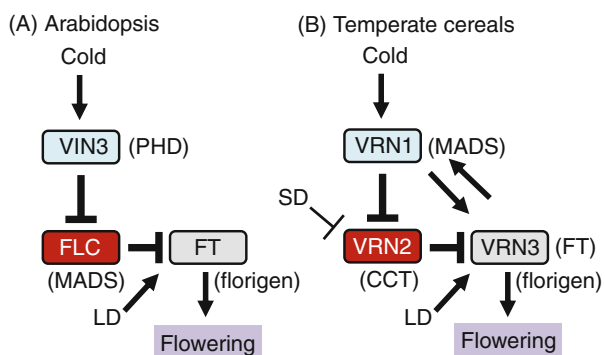 (A) Arabidopsis
Cold
VIN3 (PHD)
FLC
FT
(MADS)
(florigen)
LD
Flowering
(B) Temperate cereals
Cold
VRN1 (MADS)
SD
VRN2
VRN3 (FT)
(CCT)
(florigen)
LD
Flowering